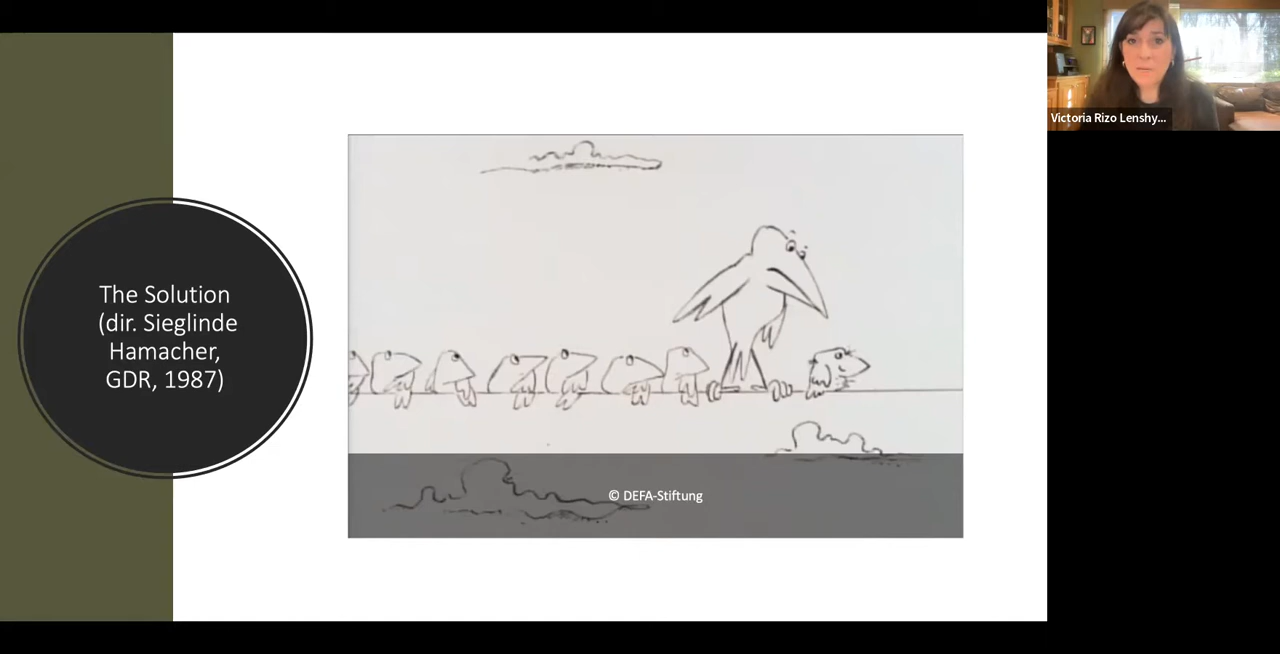 Victoria Rizo Lenshy...
The Solution
(dir. Sieglinde
Hamacher,
GDR, 1987)
© DEFA-Stiftung